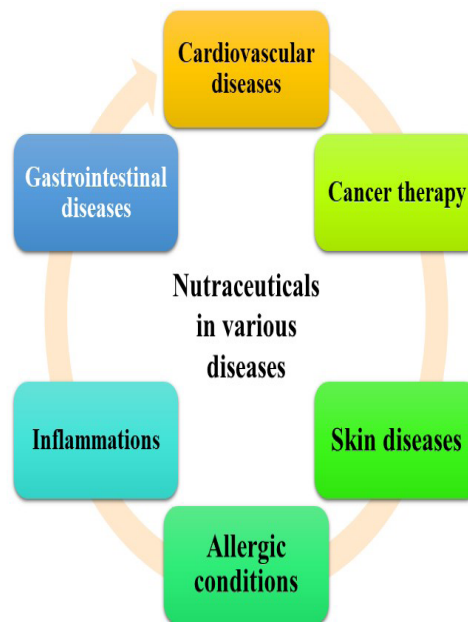 Cardiovascular
diseases
Cancer therapy
Skin diseases
Allergic
conditions
Inflammations
Gastrointestinal
diseases
Nutraceuticals
in various
diseases